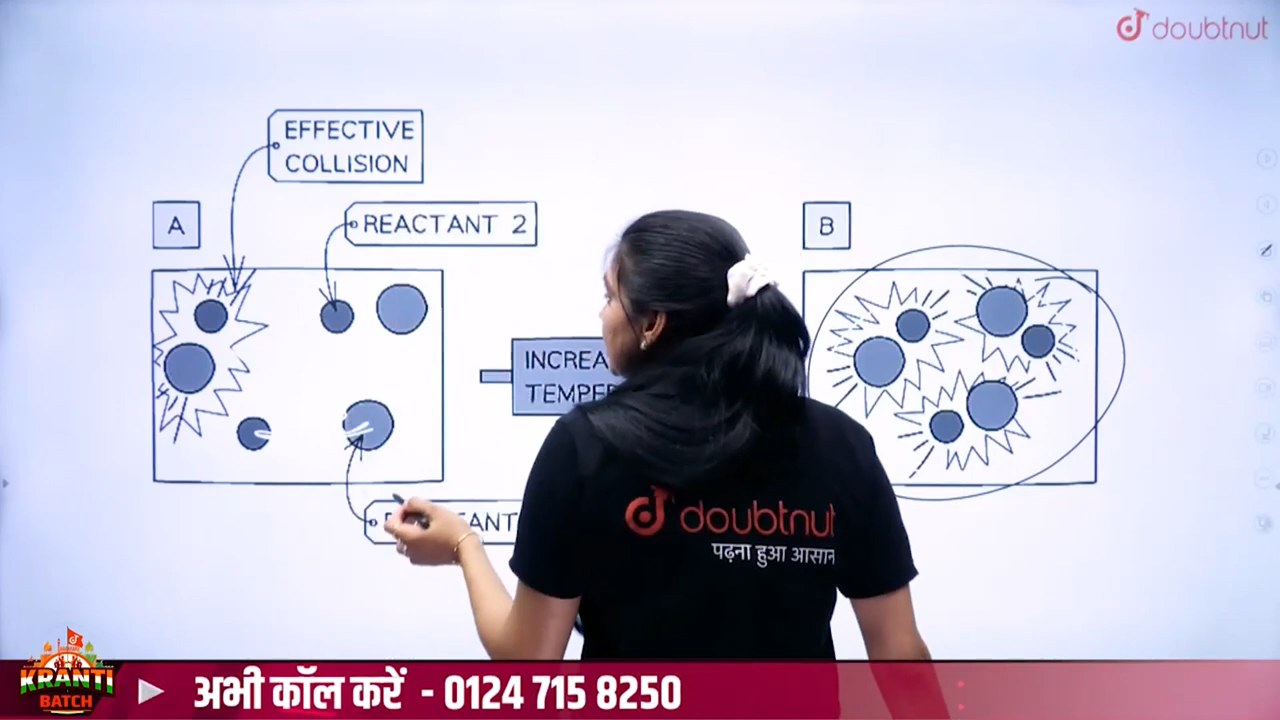 doubtnut
EFFECTIVE
COLLISION
A
REACTANT 2
B
doubtnut
पढ़ना हुआ आसान
KRANTI
BATCH
अभी कॉल करें - 0124 715 8250